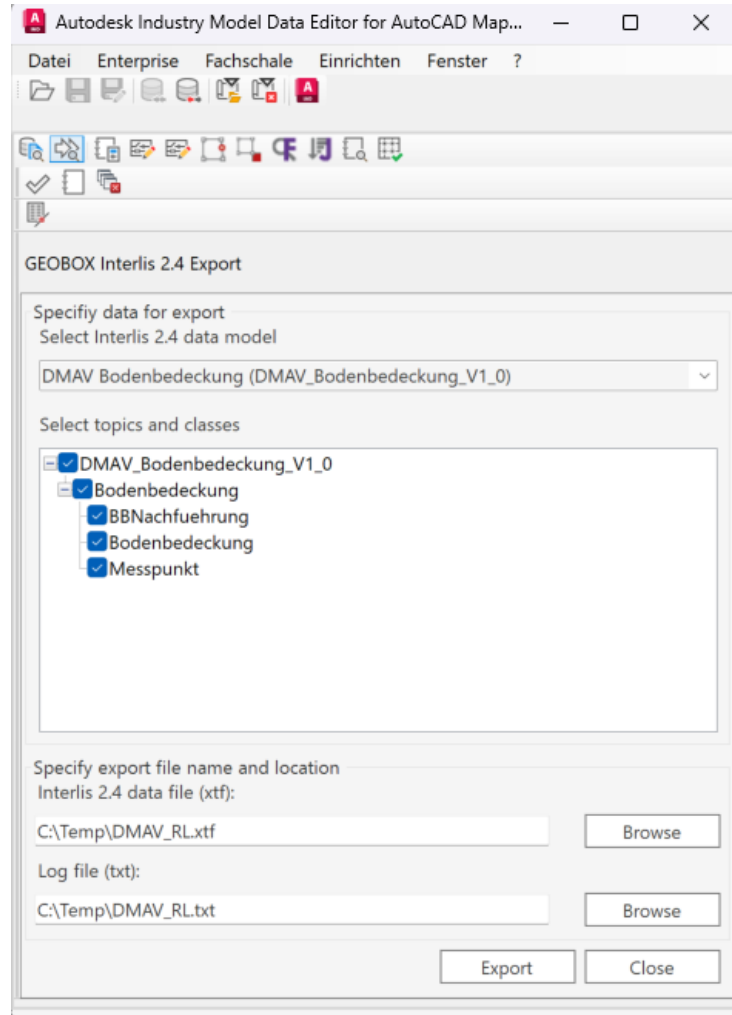 Autodesk Industry Model Data Editor for AutoCAD Map...
Datei Enterprise Fachschale Einrichten Fenster ?
GEOBOX Interlis 2.4 Export
Specifiy data for export
Select Interlis 2.4 data model
DMAV Bodenbedeckung (DMAV_Bodenbedeckung_V1_0)
Select topics and classes
DMAV_Bodenbedeckung_V1_0
Bodenbedeckung
BBNachfuehrung
Bodenbedeckung
Messpunkt
Specify export file name and location
Interlis 2.4 data file (xtf):
C:\Temp\DMAV_RL.xtf Browse
Log file (txt):
C:\Temp\DMAV_RL.txt Browse
Export Close